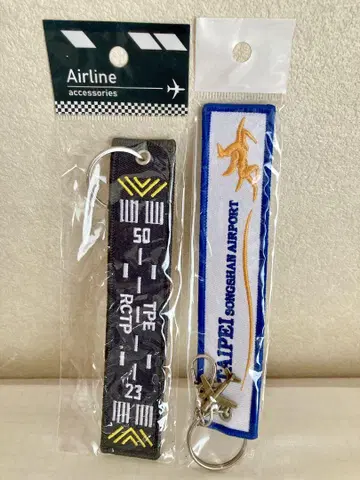 Airline
accessories
50
TPE
RCTP
23
TAIPEI SONGSHAN AIRPORT